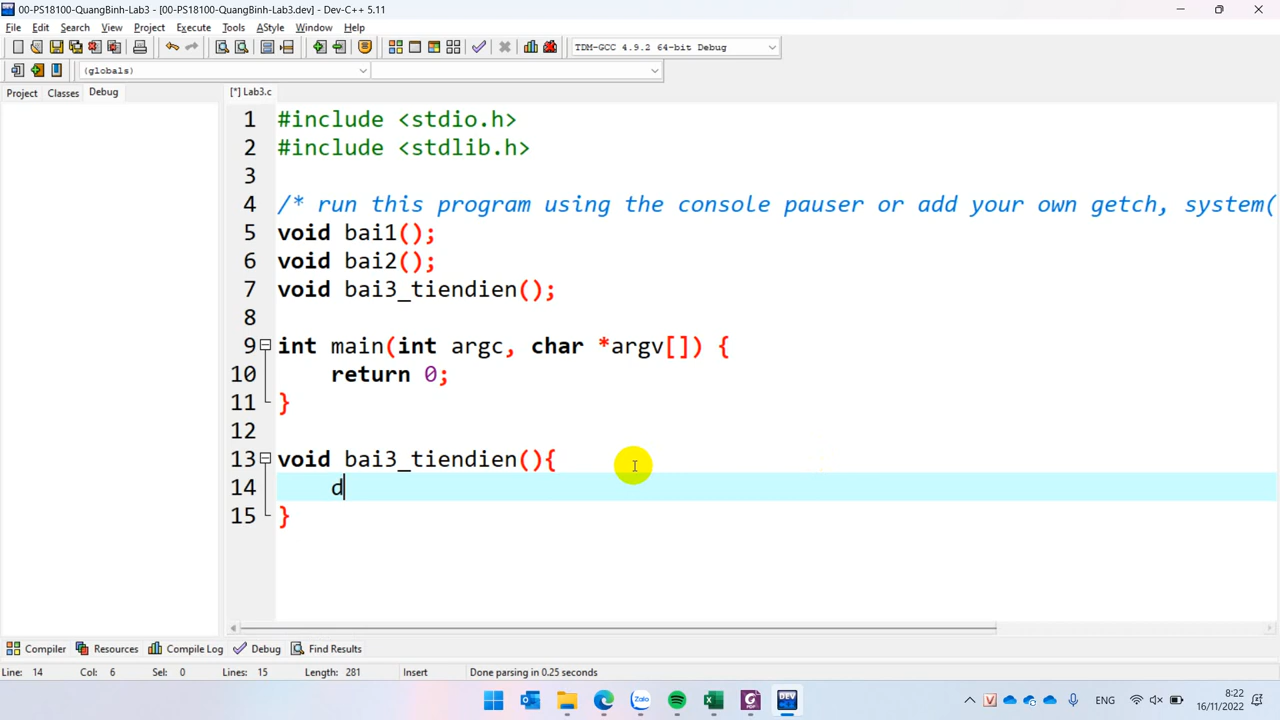 00-PS18100-QuangBinh-Lab3 - [00-PS18100-QuangBinh-Lab3.dev] - Dev-C++ 5.11
File Edit Search View Project Execute Tools AStyle Window Help
TDM-GCC 4.9.2 64-bit Debug
(globals)
Project Classes Debug
[*] Lab3.c
1 #include <stdio.h>
2 #include <stdlib.h>
3
4 /* run this program using the console pauser or add your own getch, system(
5 void bai1();
6 void bai2();
7 void bai3_tiendien();
8
9 int main(int argc, char *argv[]) {
10 return 0;
11 }
12
13 void bai3_tiendien(){
14 d
15 }
Compiler Resources Compile Log Debug Find Results
Line: 14 Col: 6 Sel: 0 Lines: 15 Length: 281 Insert Done parsing in 0.25 seconds
Zalo
PDF
DEV
V
ENG
8:22
16/11/2022